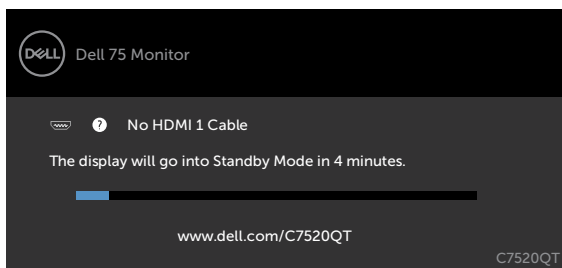 DELL
Dell 75 Monitor
? No HDMI 1 Cable
The display will go into Standby Mode in 4 minutes.
www.dell.com/C7520QT
C7520QT